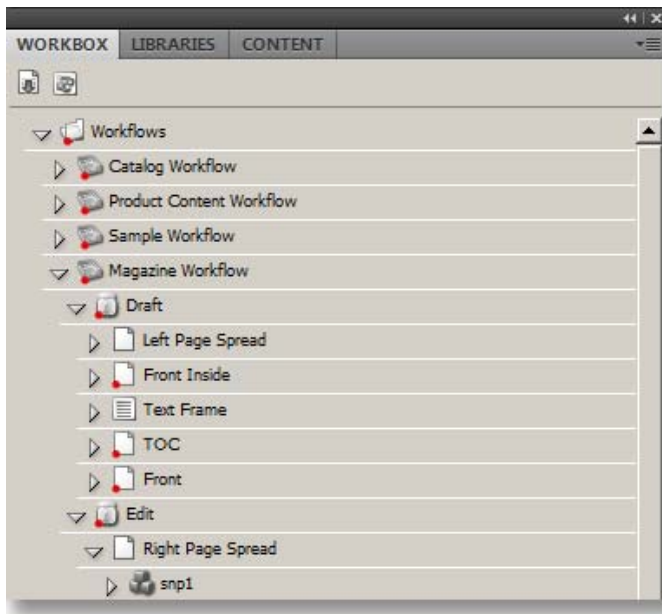 WORKBOX LIBRARIES CONTENT
Workflows
Catalog Workflow
Product Content Workflow
Sample Workflow
Magazine Workflow
Draft
Left Page Spread
Front Inside
Text Frame
TOC
Front
Edit
Right Page Spread
snp1